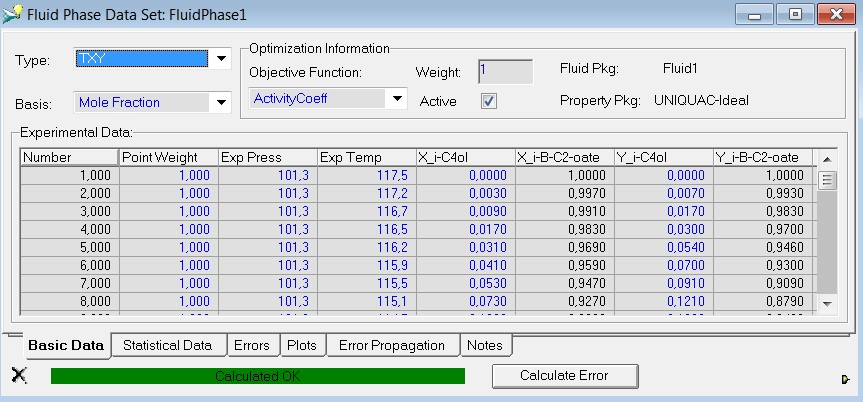 Fluid Phase Data Set: FluidPhase1
Type: TXY
Basis: Mole Fraction
Optimization Information
Objective Function: Weight: 1 Fluid Pkg: Fluid1
ActivityCoeff Active Property Pkg: UNIQUAC-Ideal
Experimental Data:
Number Point Weight Exp Press Exp Temp X_i-C4ol X_i-B-C2-oate Y_i-C4ol Y_i-B-C2-oate
1,000 1,000 101,3 117,5 0,0000 1,0000 0,0000 1,0000
2,000 1,000 101,3 117,2 0,0030 0,9970 0,0070 0,9930
3,000 1,000 101,3 116,7 0,0090 0,9910 0,0170 0,9830
4,000 1,000 101,3 116,5 0,0170 0,9830 0,0300 0,9700
5,000 1,000 101,3 116,2 0,0310 0,9690 0,0540 0,9460
6,000 1,000 101,3 115,9 0,0410 0,9590 0,0700 0,9300
7,000 1,000 101,3 115,5 0,0530 0,9470 0,0910 0,9090
8,000 1,000 101,3 115,1 0,0730 0,9270 0,1210 0,8790
Basic Data Statistical Data Errors Plots Error Propagation Notes
Calculated OK Calculate Error